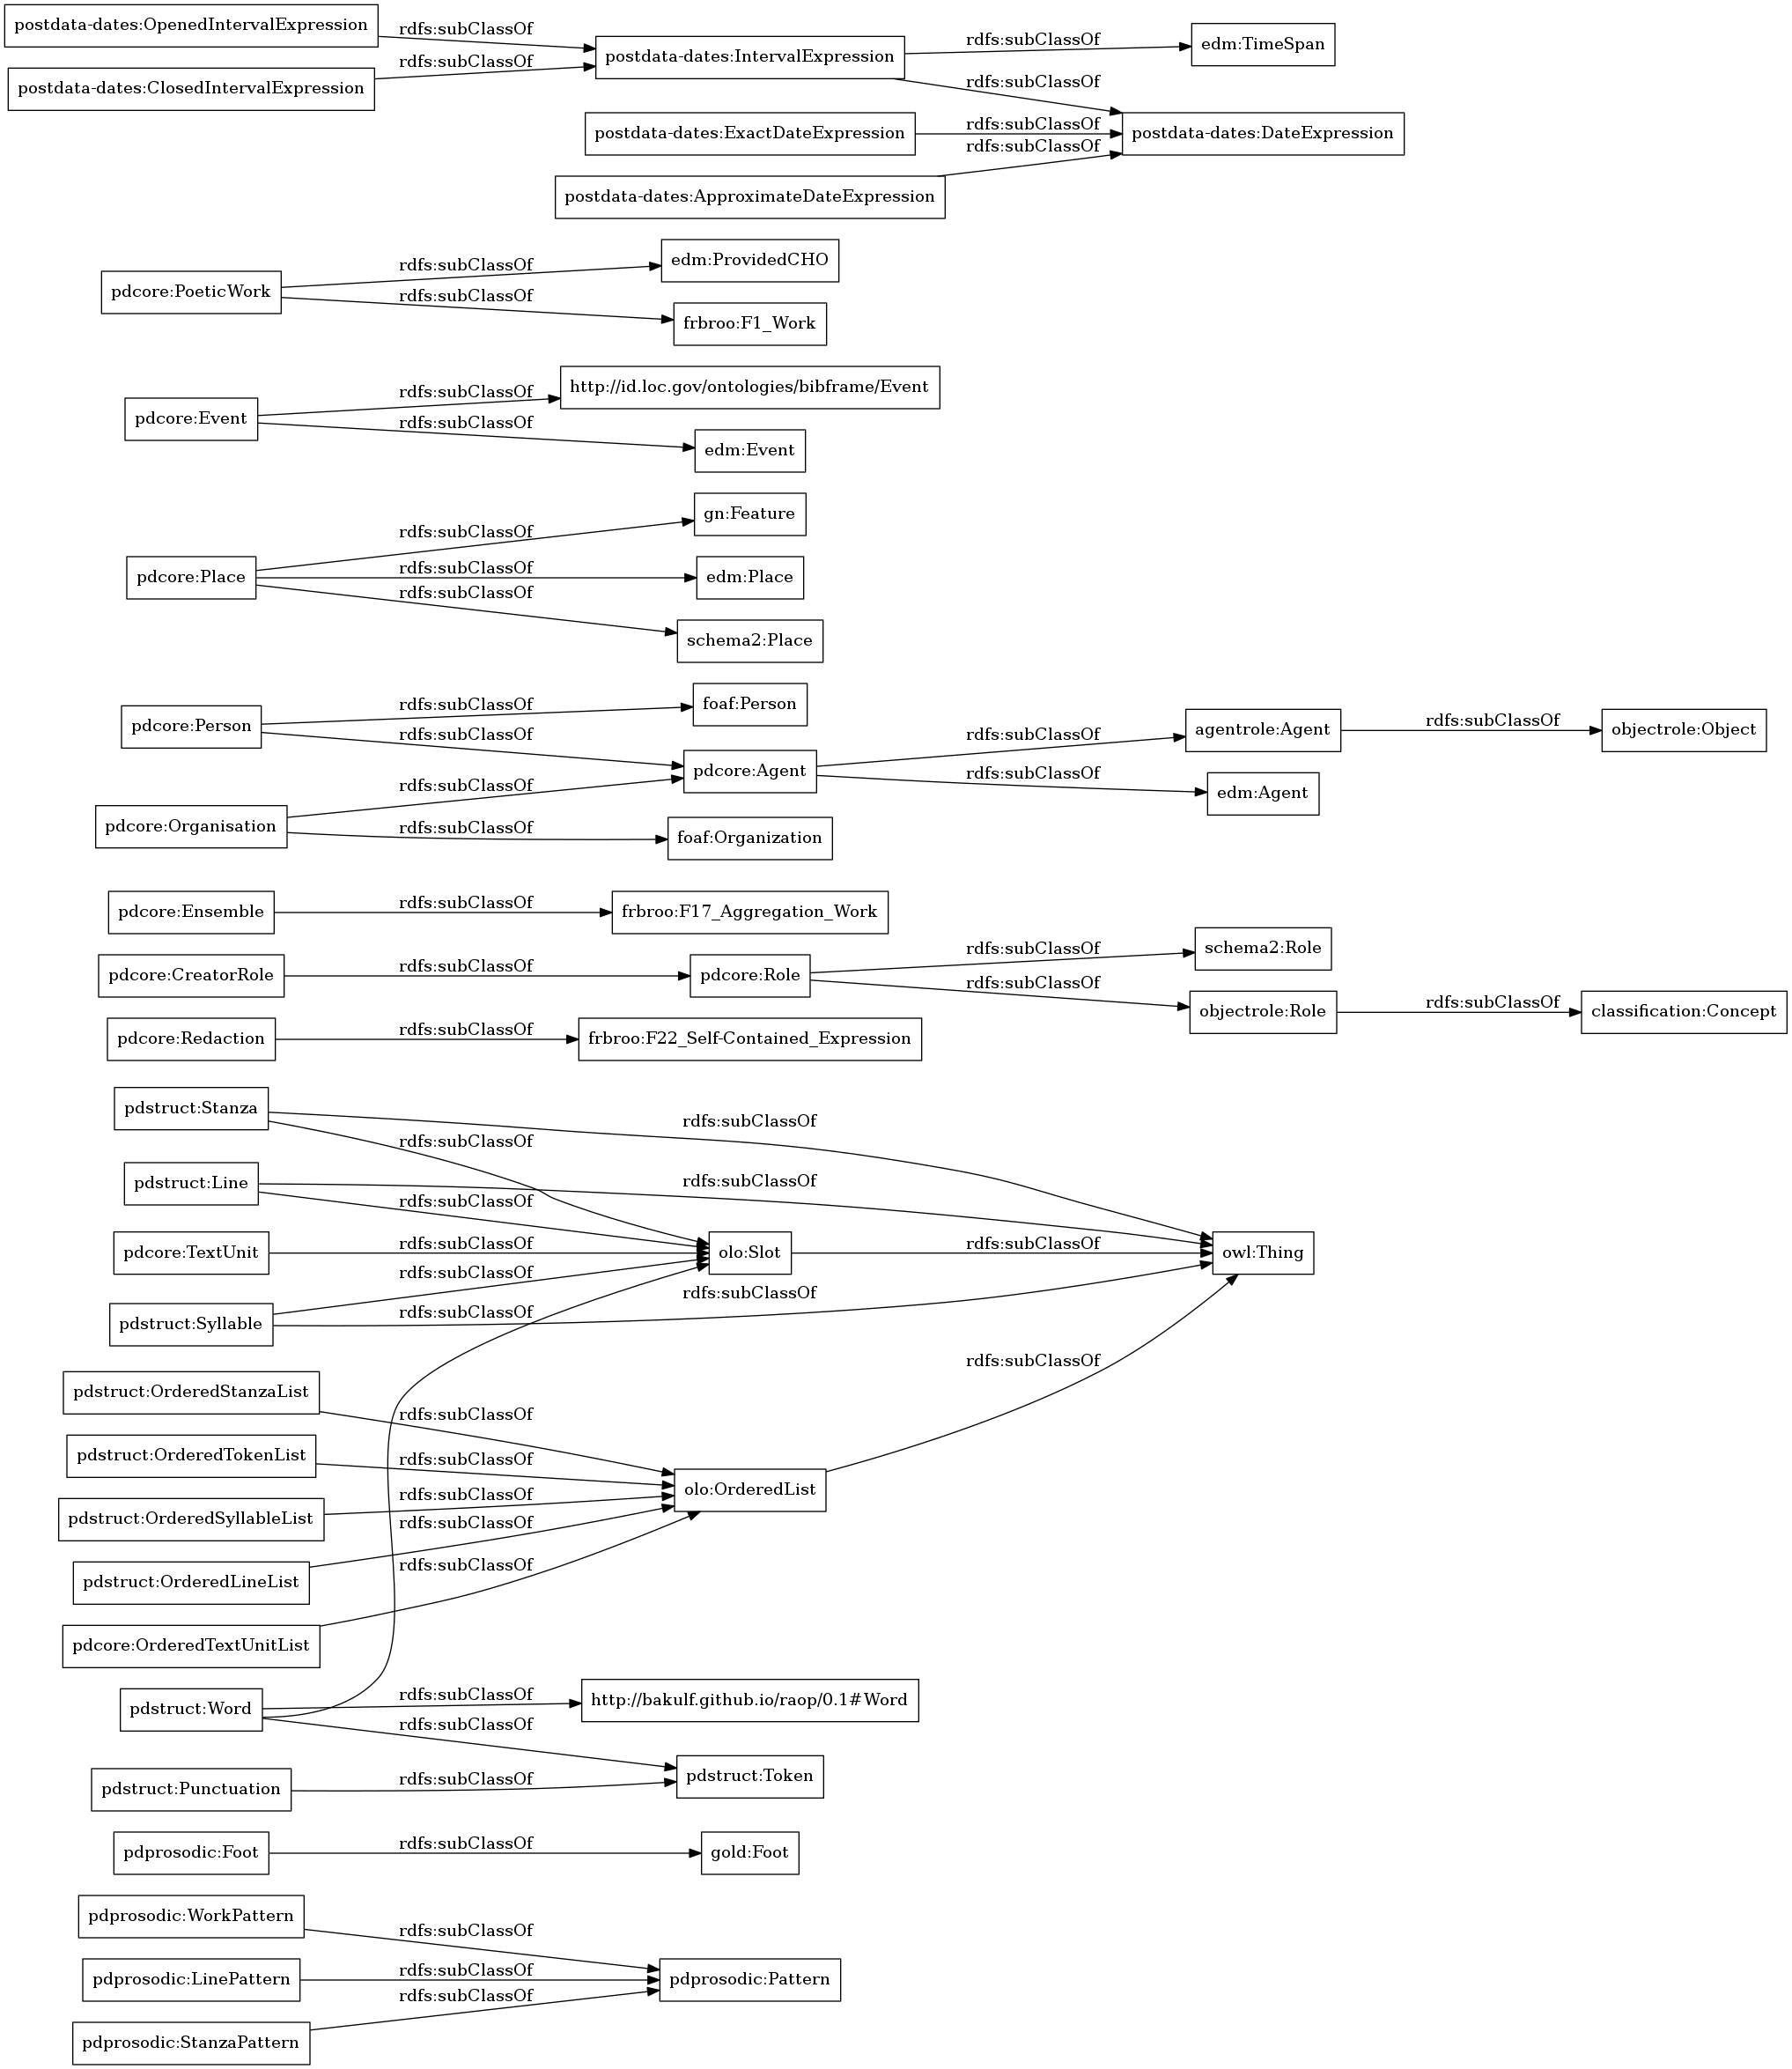 postdata-dates:OpenedIntervalExpression
rdfs:subClassOf
postdata-dates:ClosedIntervalExpression
rdfs:subClassOf
postdata-dates:IntervalExpression
rdfs:subClassOf
edm:TimeSpan
rdfs:subClassOf
postdata-dates:ExactDateExpression
rdfs:subClassOf
postdata-dates:DateExpression
postdata-dates:ApproximateDateExpression
rdfs:subClassOf
pdcore:PoeticWork
rdfs:subClassOf
edm:ProvidedCHO
rdfs:subClassOf
frbroo:F1_Work
pdcore:Event
rdfs:subClassOf
http://id.loc.gov/ontologies/bibframe/Event
rdfs:subClassOf
edm:Event
pdcore:Place
rdfs:subClassOf
gn:Feature
rdfs:subClassOf
edm:Place
rdfs:subClassOf
schema2:Place
pdcore:Person
rdfs:subClassOf
foaf:Person
rdfs:subClassOf
pdcore:Agent
rdfs:subClassOf
agentrole:Agent
rdfs:subClassOf
objectrole:Object
rdfs:subClassOf
edm:Agent
pdcore:Organisation
rdfs:subClassOf
rdfs:subClassOf
foaf:Organization
pdcore:Ensemble
rdfs:subClassOf
frbroo:F17_Aggregation_Work
pdcore:CreatorRole
rdfs:subClassOf
pdcore:Role
rdfs:subClassOf
schema2:Role
rdfs:subClassOf
objectrole:Role
rdfs:subClassOf
classification:Concept
pdcore:Redaction
rdfs:subClassOf
frbroo:F22_Self-Contained_Expression
pdstruct:Stanza
rdfs:subClassOf
rdfs:subClassOf
pdstruct:Line
rdfs:subClassOf
rdfs:subClassOf
pdcore:TextUnit
rdfs:subClassOf
olo:Slot
rdfs:subClassOf
owl:Thing
pdstruct:Syllable
rdfs:subClassOf
rdfs:subClassOf
rdfs:subClassOf
pdstruct:OrderedStanzaList
rdfs:subClassOf
pdstruct:OrderedTokenList
rdfs:subClassOf
olo:OrderedList
rdfs:subClassOf
pdstruct:OrderedSyllableList
rdfs:subClassOf
pdstruct:OrderedLineList
rdfs:subClassOf
pdcore:OrderedTextUnitList
rdfs:subClassOf
pdstruct:Word
rdfs:subClassOf
http://bakulf.github.io/raop/0.1#Word
rdfs:subClassOf
pdstruct:Token
pdstruct:Punctuation
rdfs:subClassOf
pdprosodic:Foot
rdfs:subClassOf
gold:Foot
pdprosodic:WorkPattern
rdfs:subClassOf
pdprosodic:LinePattern
rdfs:subClassOf
pdprosodic:Pattern
pdprosodic:StanzaPattern
rdfs:subClassOf